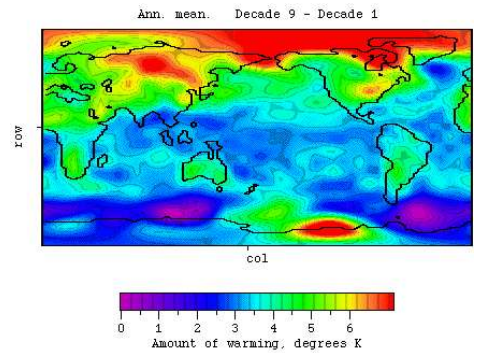 Ann. mean. Decade 9 - Decade 1
row
col
0 1 2 3 4 5 6
Amount of warming, degrees K